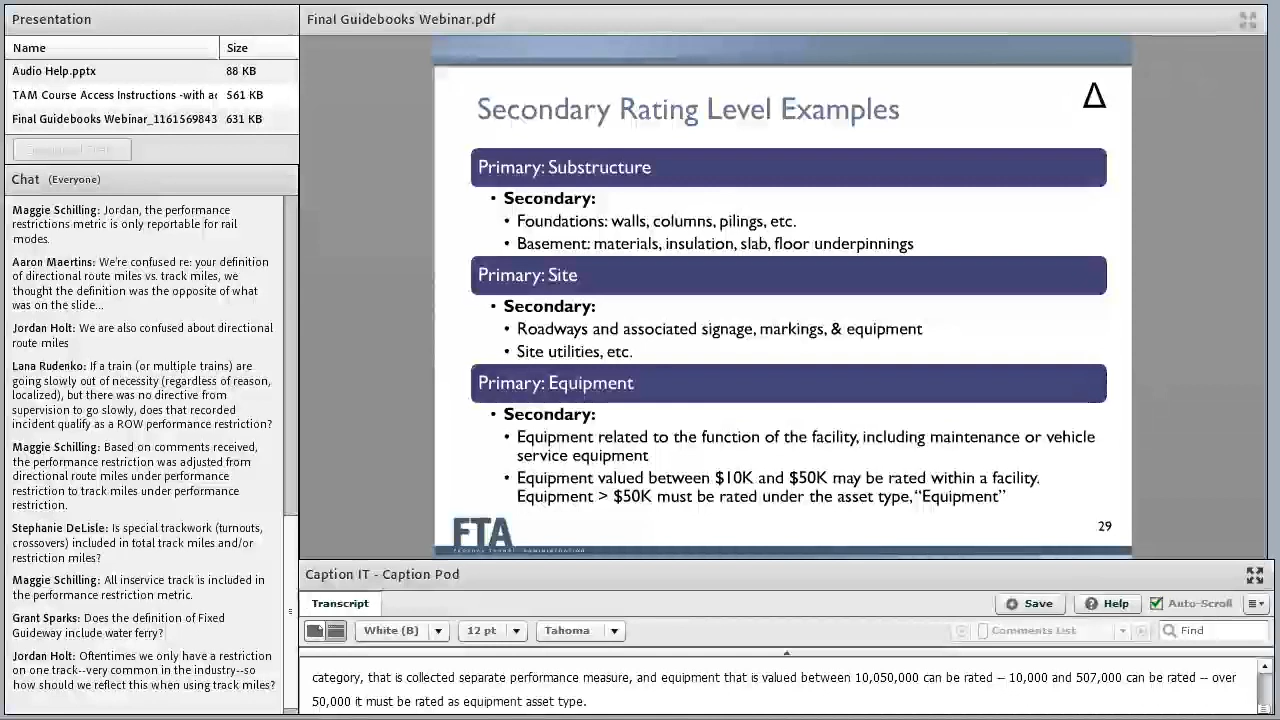 Presentation
Name Size
Audio Help.pptx 88 KB
TAM Course Access Instructions -with ac 561 KB
Final Guidebooks Webinar_1161569843 631 KB
Chat (Everyone)
Maggie Schilling: Jordan, the performance
restrictions metric is only reportable for rail
modes.
Aaron Maertins: We're confused re: your definition
of directional route miles vs. track miles, we
thought the definition was the opposite of what
was on the slide...
Jordan Holt: We are also confused about directional
route miles
Lana Rudenko: If a train (or multiple trains) are
going slowly out of necessity (regardless of reason,
localized), but there was no directive from
supervision to go slowly, does that recorded
incident qualify as a ROW performance restriction?
Maggie Schilling: Based on comments received,
the performance restriction was adjusted from
directional route miles under performance
restriction to track miles under performance
restriction.
Stephanie DeLisle: Is special trackwork (turnouts,
crossovers) included in total track miles and/or
restriction miles?
Maggie Schilling: All inservice track is included in
the performance restriction metric.
Grant Sparks: Does the definition of Fixed
Guideway include water ferry?
Jordan Holt: Oftentimes we only have a restriction
on one track--very common in the industry--so
how should we reflect this when using track miles?
Final Guidebooks Webinar.pdf
Secondary Rating Level Examples
Δ
Primary: Substructure
• Secondary:
• Foundations: walls, columns, pilings, etc.
• Basement: materials, insulation, slab, floor underpinnings
Primary: Site
• Secondary:
• Roadways and associated signage, markings, & equipment
• Site utilities, etc.
Primary: Equipment
• Secondary:
• Equipment related to the function of the facility, including maintenance or vehicle
service equipment
• Equipment valued between $10K and $50K may be rated within a facility.
Equipment > $50K must be rated under the asset type, “Equipment”
29
FTA
Caption IT - Caption Pod
Transcript Save Help Auto-Scroll
White (B) 12 pt Tahoma Comments List Find
category, that is collected separate performance measure, and equipment that is valued between 10,050,000 can be rated -- 10,000 and 507,000 can be rated -- over
50,000 it must be rated as equipment asset type.